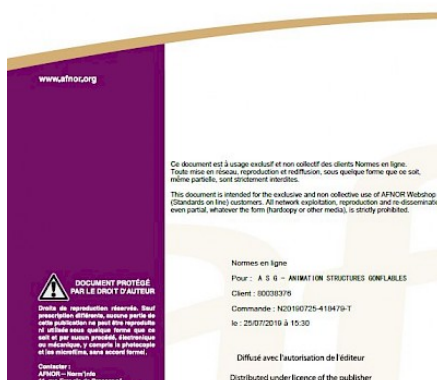 www.afnor.org
Ce document est à usage exclusif et non collectif des clients Normes en ligne.
Toute mise en réseau, reproduction et rediffusion, sous quelque forme que ce soit,
même partielle, sont strictement interdites.
This document is intended for the exclusive and non collective use of AFNOR Webshop
(Standards on line) customers. All network exploitation, reproduction and re-dissemination,
even partial, whatever the form (hardcopy or other media), is strictly prohibited.
DOCUMENT PROTÉGÉ
PAR LE DROIT D'AUTEUR
Droits de reproduction réservés. Sauf
prescription différente, aucune partie de
cette publication ne peut être reproduite
ni utilisée sous quelque forme que ce
soit et par aucun procédé, électronique
ou mécanique, y compris la photocopie
et les microfilms, sans accord formel.
Contacter :
AFNOR – Norm'Info
Normes en ligne
Pour : A S G - ANIMATION STRUCTURES GONFLABLES
Client : 80038376
Commande : N20190725-418479-T
le : 25/07/2019 à 15:30
Diffusé avec l'autorisation de l'éditeur
Distributed under licence of the publisher